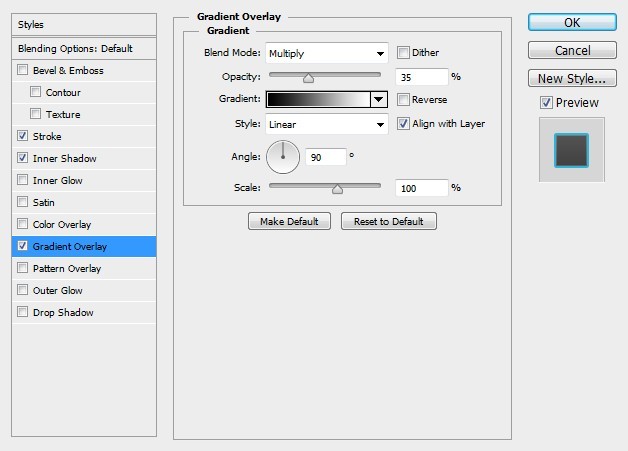 Styles
Blending Options: Default
Bevel & Emboss
Contour
Texture
Stroke
Inner Shadow
Inner Glow
Satin
Color Overlay
Gradient Overlay
Pattern Overlay
Outer Glow
Drop Shadow
Gradient Overlay
Gradient
Blend Mode: Multiply Dither
Opacity: 35 %
Gradient: Reverse
Style: Linear Align with Layer
Angle: 90 °
Scale: 100 %
Make Default Reset to Default
OK
Cancel
New Style...
Preview